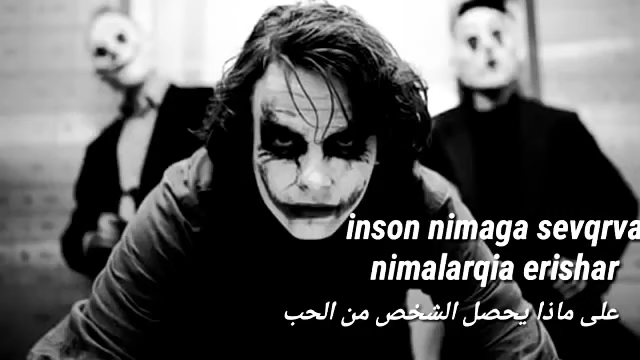 inson nimaga sevqrva
nimalarqia erishar
على ماذا يحصل الشخص من الحب